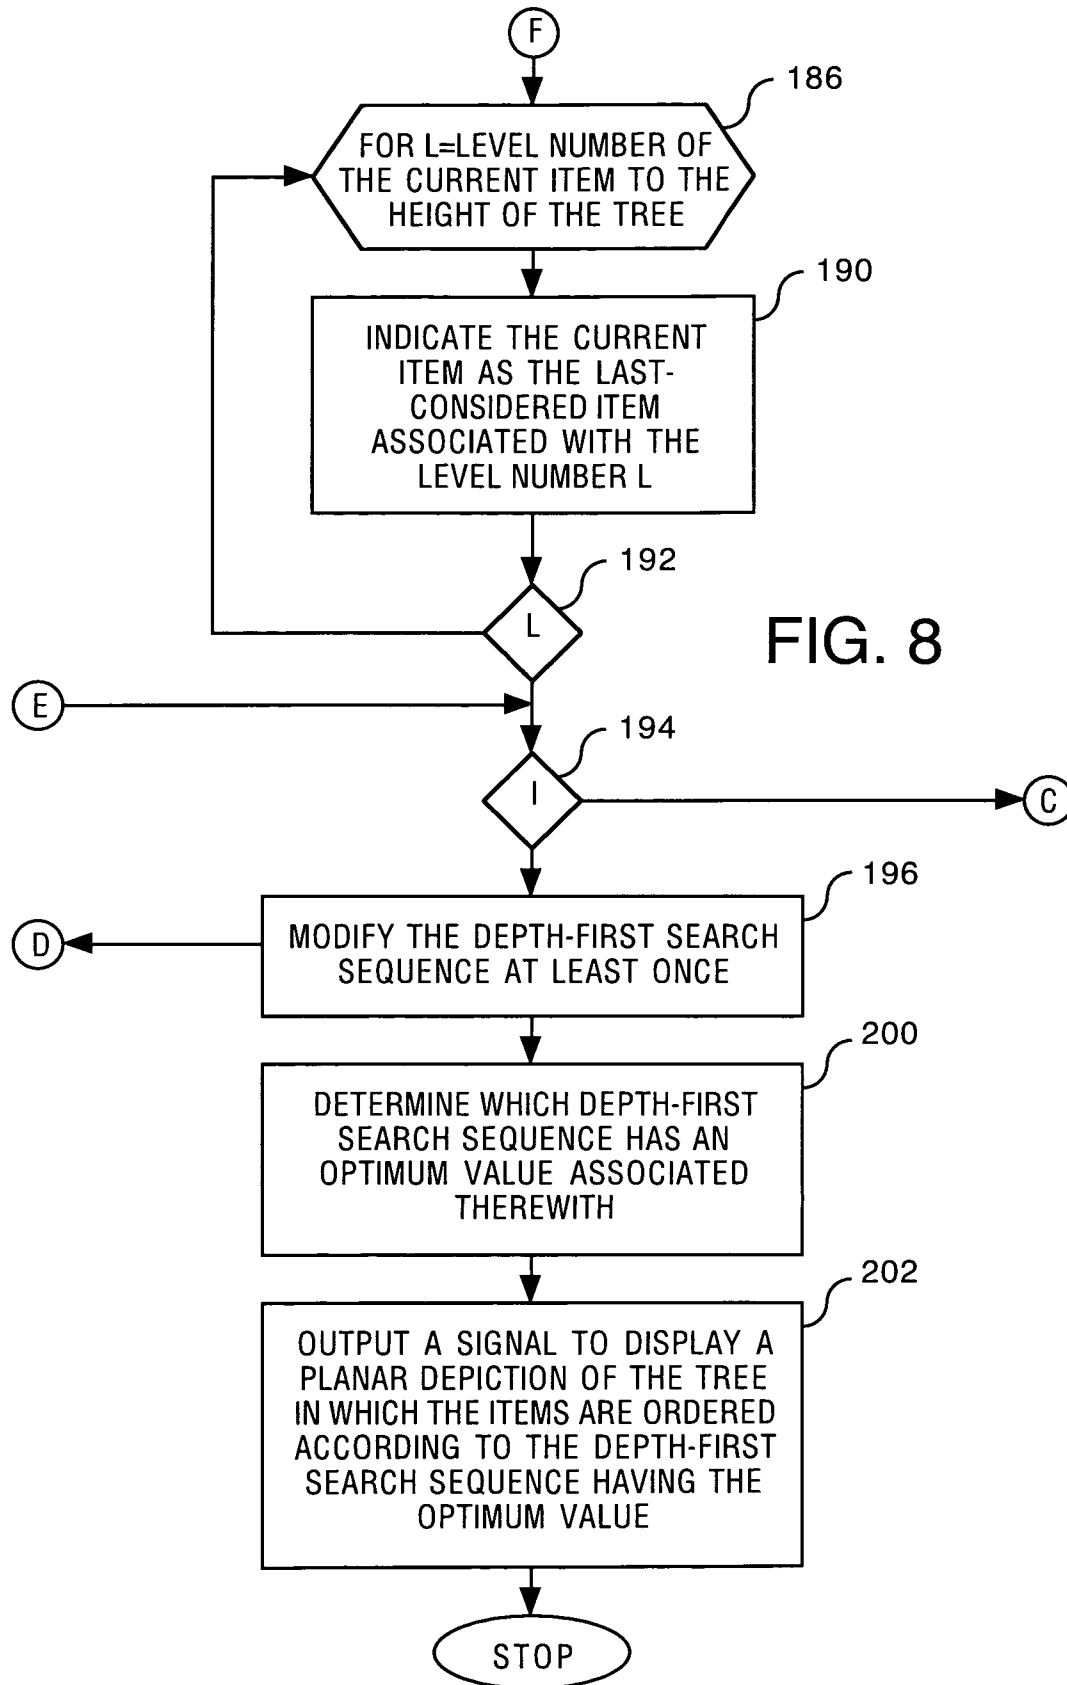 F
186
FOR L=LEVEL NUMBER OF
THE CURRENT ITEM TO THE
HEIGHT OF THE TREE
190
INDICATE THE CURRENT
ITEM AS THE LAST-
CONSIDERED ITEM
ASSOCIATED WITH THE
LEVEL NUMBER L
192
L
FIG. 8
E
194
I
C
196
MODIFY THE DEPTH-FIRST SEARCH
SEQUENCE AT LEAST ONCE
D
200
DETERMINE WHICH DEPTH-FIRST
SEARCH SEQUENCE HAS AN
OPTIMUM VALUE ASSOCIATED
THEREWITH
202
OUTPUT A SIGNAL TO DISPLAY A
PLANAR DEPICTION OF THE TREE
IN WHICH THE ITEMS ARE ORDERED
ACCORDING TO THE DEPTH-FIRST
SEARCH SEQUENCE HAVING THE
OPTIMUM VALUE
STOP